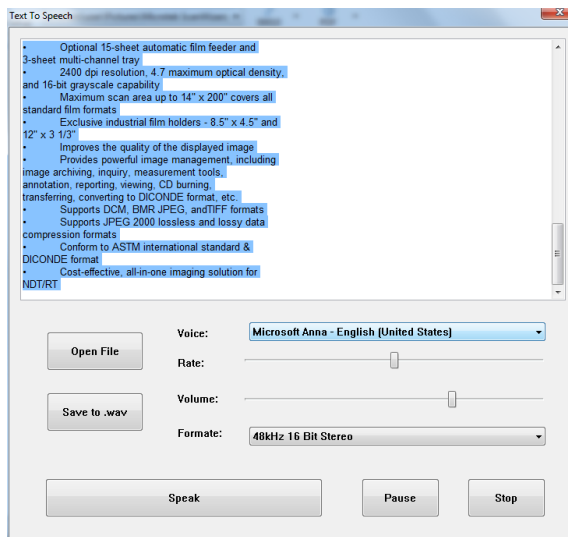 Text To Speech
• Optional 15-sheet automatic film feeder and
3-sheet multi-channel tray
• 2400 dpi resolution, 4.7 maximum optical density,
and 16-bit grayscale capability
• Maximum scan area up to 14" x 200" covers all
standard film formats
• Exclusive industrial film holders - 8.5" x 4.5" and
12" x 3 1/3"
• Improves the quality of the displayed image
• Provides powerful image management, including
image archiving, inquiry, measurement tools,
annotation, reporting, viewing, CD burning,
transferring, converting to DICONDE format, etc.
• Supports DCM, BMR JPEG, andTIFF formats
• Supports JPEG 2000 lossless and lossy data
compression formats
• Conform to ASTM international standard &
DICONDE format
• Cost-effective, all-in-one imaging solution for
NDT/RT
Open File
Voice:
Microsoft Anna - English (United States)
Rate:
Save to .wav
Volume:
Formate:
48kHz 16 Bit Stereo
Speak
Pause
Stop